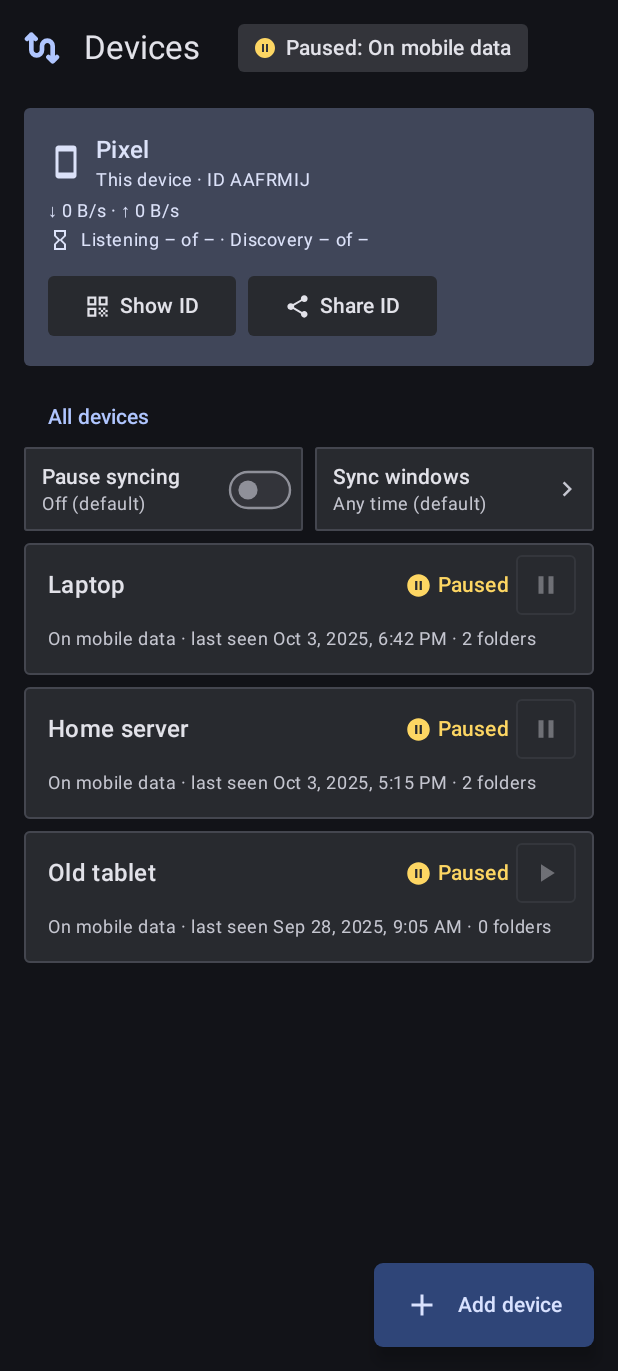 Devices
Paused: On mobile data
Pixel
This device · ID AAFRMIJ
↓ 0 B/s · ↑ 0 B/s
Listening – of – · Discovery – of –
Show ID
Share ID
All devices
Pause syncing
Off (default)
Sync windows
Any time (default)
Laptop
Paused
On mobile data · last seen Oct 3, 2025, 6:42 PM · 2 folders
Home server
Paused
On mobile data · last seen Oct 3, 2025, 5:15 PM · 2 folders
Old tablet
Paused
On mobile data · last seen Sep 28, 2025, 9:05 AM · 0 folders
Add device